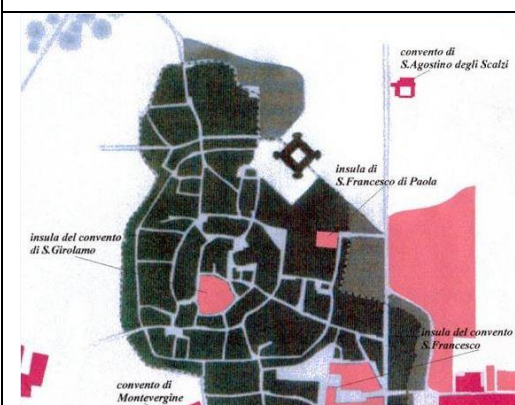 convento di
S.Agostino degli Scalzi
insula di
S.Francesco di Paola
insula del convento
di S.Girolamo
insula del convento
S.Francesco
convento di
Montevergine